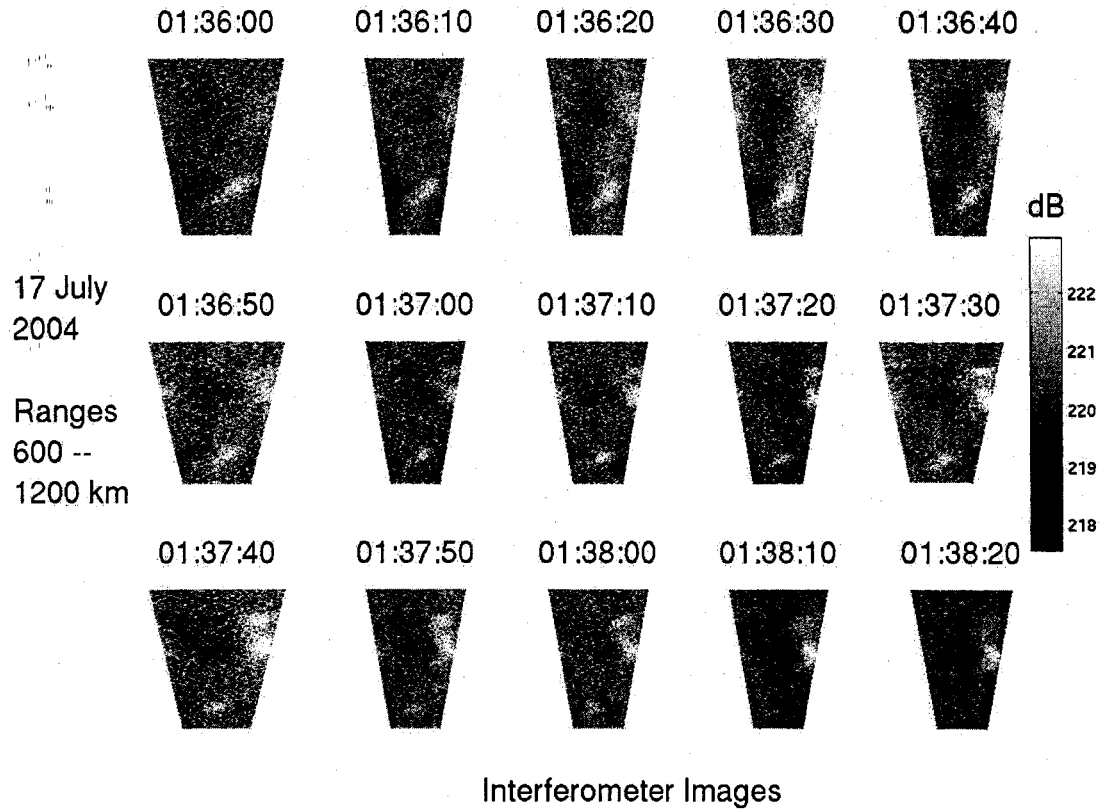 01:36:00 01:36:10 01:36:20 01:36:30 01:36:40
dB
17 July
2004
01:36:50 01:37:00 01:37:10 01:37:20 01:37:30
222
221
Ranges
600 --
1200 km
220
219
218
01:37:40 01:37:50 01:38:00 01:38:10 01:38:20
Interferometer Images